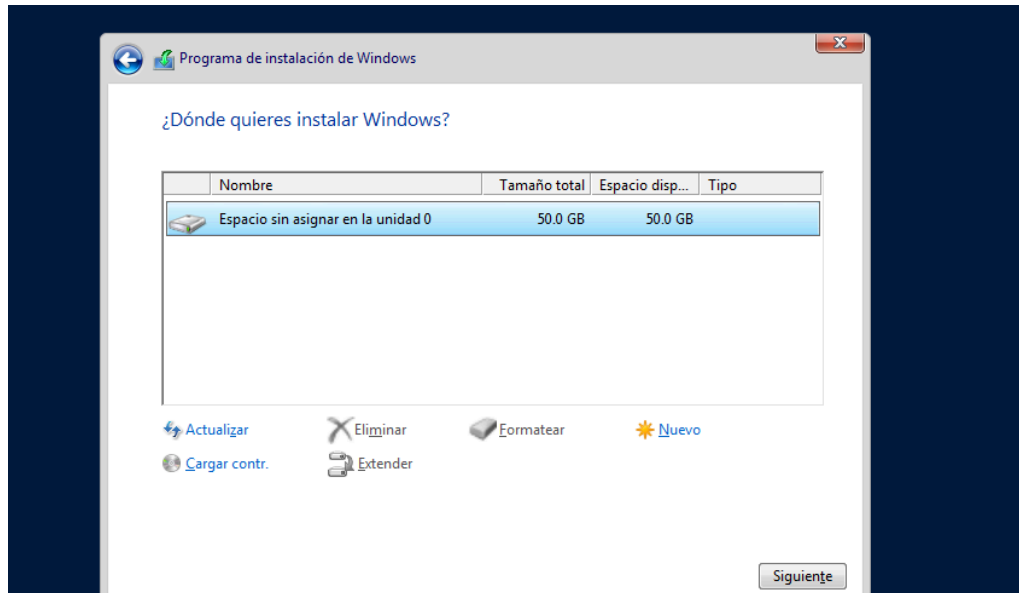 Programa de instalación de Windows
¿Dónde quieres instalar Windows?
Nombre Tamaño total Espacio disp... Tipo
Espacio sin asignar en la unidad 0 50.0 GB 50.0 GB
Actualizar Eliminar Formatear Nuevo
Cargar contr. Extender
Siguiente